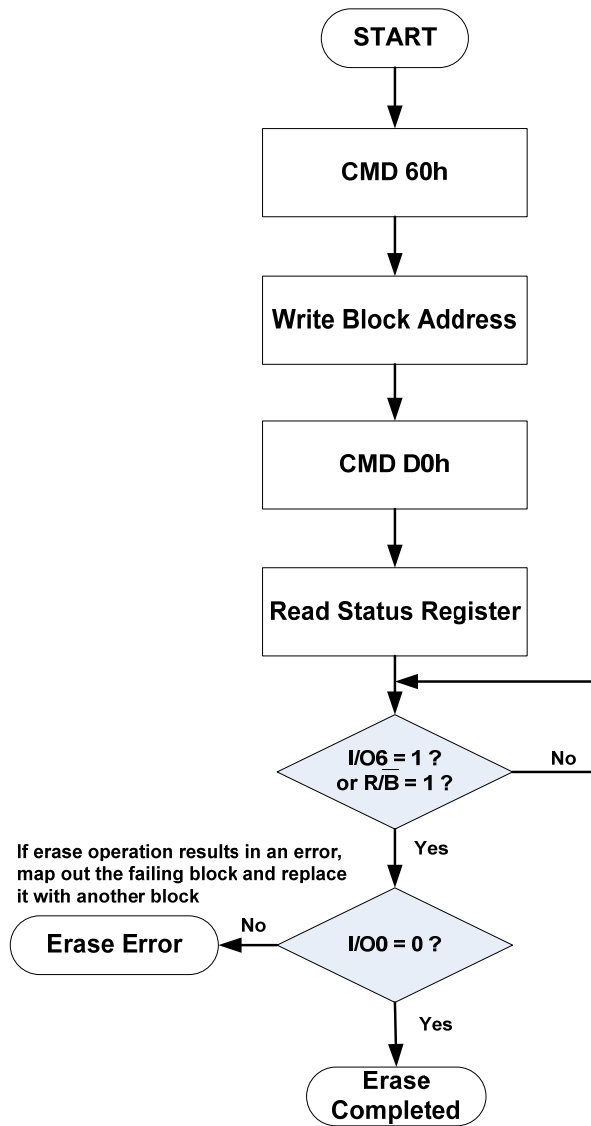 START
CMD 60h
Write Block Address
CMD D0h
Read Status Register
I/O6 = 1 ?
or R/B̅ = 1 ?
No
Yes
If erase operation results in an error,
map out the failing block and replace
it with another block
No
Erase Error
I/O0 = 0 ?
Yes
Erase
Completed